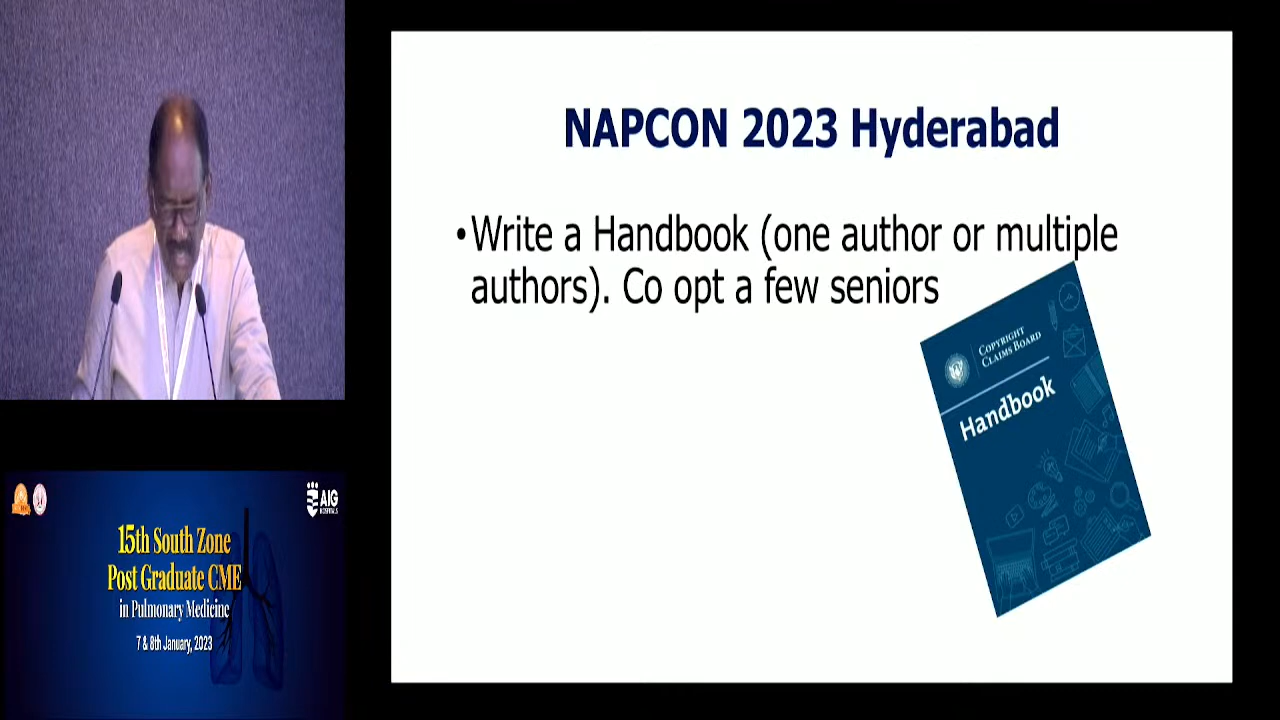 NAPCON 2023 Hyderabad
•Write a Handbook (one author or multiple
authors). Co opt a few seniors
COPYRIGHT
CLAIMS BOARD
Handbook
AIG
HOSPITALS
15th South Zone
Post Graduate CME
in Pulmonary Medicine
7 & 8th January, 2023